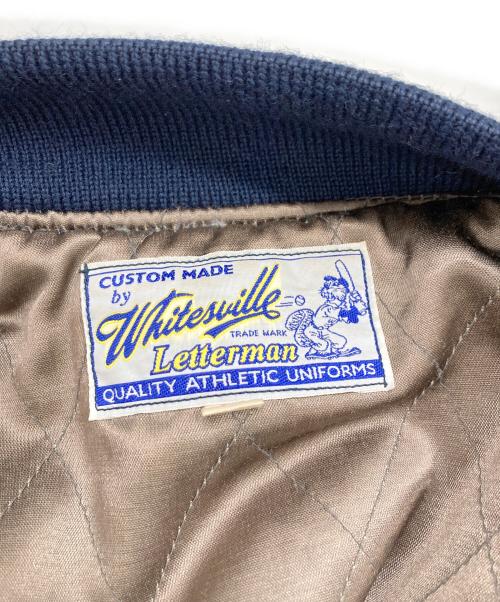 CUSTOM MADE
by
Whitesville
TRADE MARK
Letterman
QUALITY ATHLETIC UNIFORMS